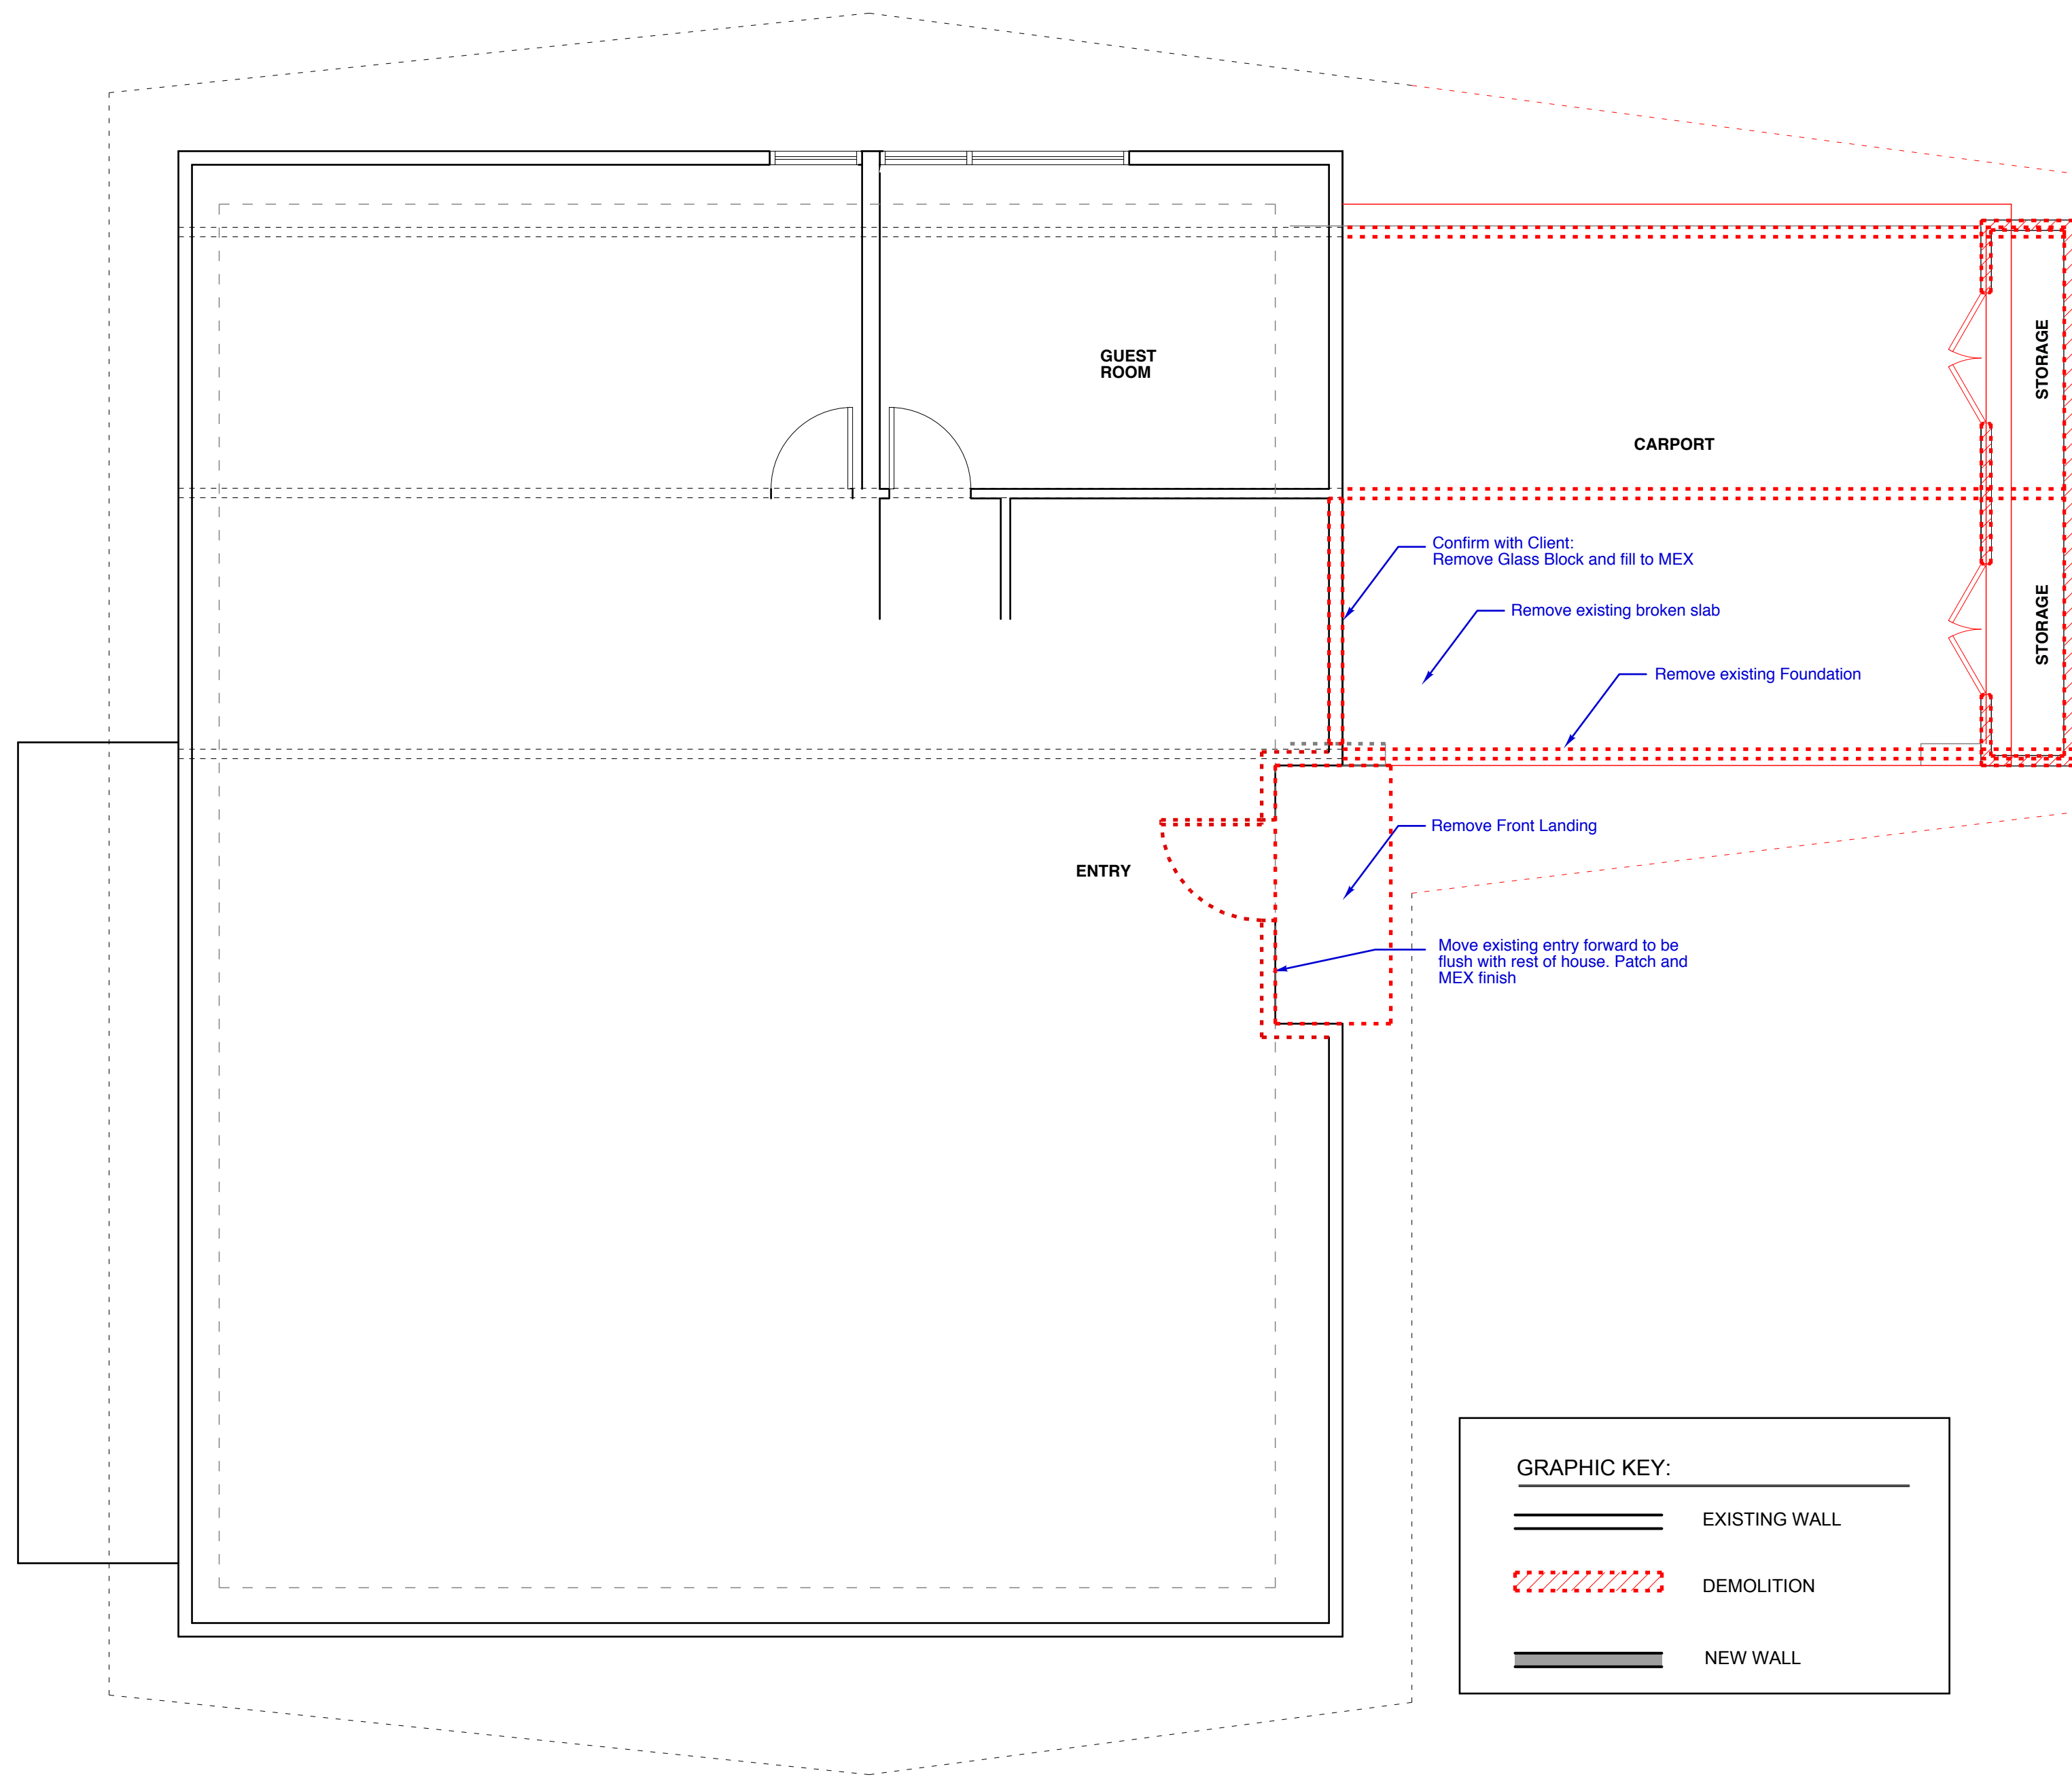 GUEST
ROOM
CARPORT
STORAGE
Confirm with Client:
Remove Glass Block and fill to MEX
Remove existing broken slab
STORAGE
Remove existing Foundation
Remove Front Landing
ENTRY
Move existing entry forward to be
flush with rest of house. Patch and
MEX finish
GRAPHIC KEY:
EXISTING WALL
DEMOLITION
NEW WALL